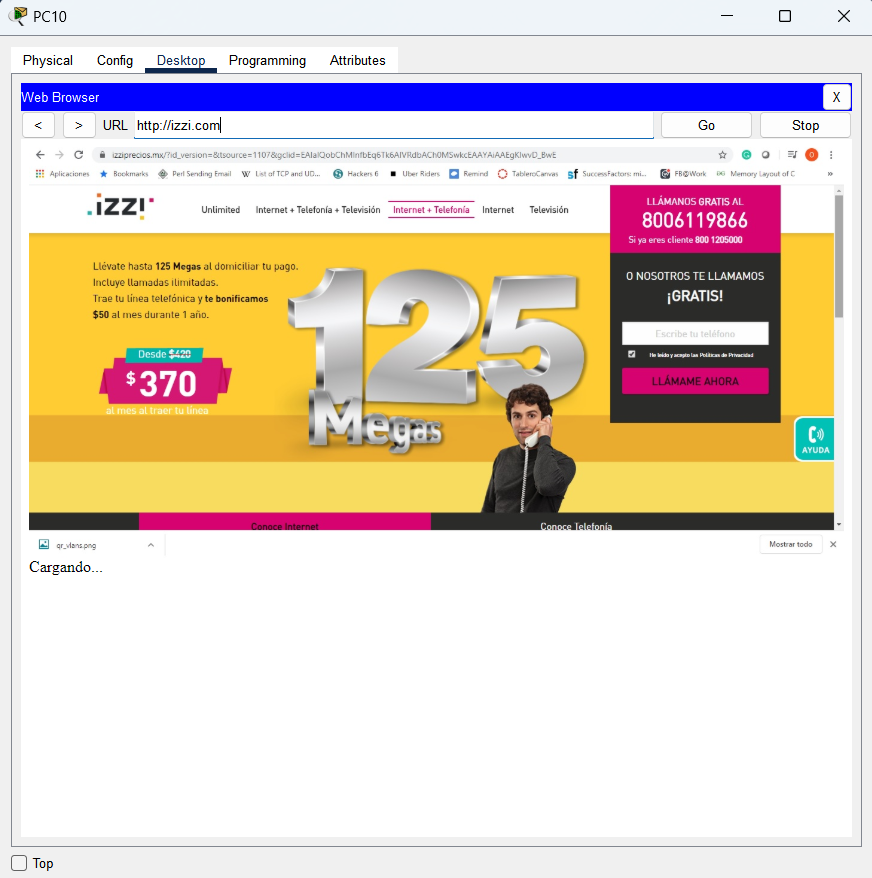 PC10
Physical Config Desktop Programming Attributes
Web Browser X
< > URL http://izzi.com Go Stop
izziprecios.mx/?id_version=&tsource=1107&gclid=EAIaIQobChMInfbEq6Tk6AIVRdbACh0MSwkcEAAYAiAAEgKIwvD_BwE
Aplicaciones Bookmarks Perl Sending Email List of TCP and UD... Hackers 6 Uber Riders Remind TableroCanvas SuccessFactors: mi... FB@Work Memory Layout of C »
izzi Unlimited Internet + Telefonía + Televisión Internet + Telefonía Internet Televisión
LLÁMANOS GRATIS AL
8006119866
Si ya eres cliente 800 1205000
Llévate hasta 125 Megas al domiciliar tu pago.
Incluye llamadas ilimitadas.
Trae tu línea telefónica y te bonificamos
$50 al mes durante 1 año.
Desde $420
$370
al mes al traer tu línea
125
Megas
O NOSOTROS TE LLAMAMOS
¡GRATIS!
Escribe tu teléfono
He leído y acepto las Políticas de Privacidad
LLÁMAME AHORA
AYUDA
Conoce Internet Conoce Telefonía
qr_vlans.png Mostrar todo
Cargando...
Top